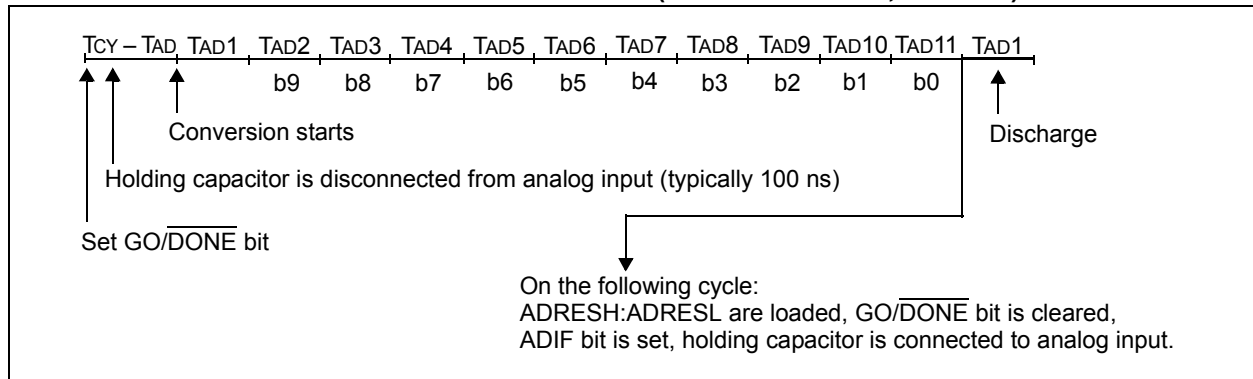 TCY – TAD TAD1 TAD2 TAD3 TAD4 TAD5 TAD6 TAD7 TAD8 TAD9 TAD10 TAD11 TAD1
b9 b8 b7 b6 b5 b4 b3 b2 b1 b0
Conversion starts
Discharge
Holding capacitor is disconnected from analog input (typically 100 ns)
Set GO/DONE bit
On the following cycle:
ADRESH:ADRESL are loaded, GO/DONE bit is cleared,
ADIF bit is set, holding capacitor is connected to analog input.